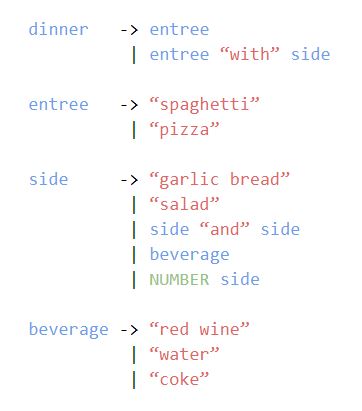 dinner -> entree
| entree “with” side
entree -> “spaghetti”
| “pizza”
side -> “garlic bread”
| “salad”
| side “and” side
| beverage
| NUMBER side
beverage -> “red wine”
| “water”
| “coke”